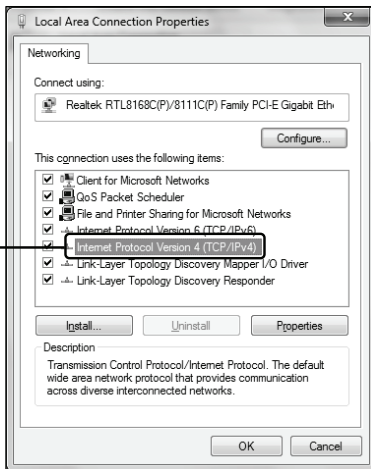 Local Area Connection Properties
Networking
Connect using:
Realtek RTL8168C(P)/8111C(P) Family PCI-E Gigabit Eth
Configure...
This connection uses the following items:
Client for Microsoft Networks
QoS Packet Scheduler
File and Printer Sharing for Microsoft Networks
Internet Protocol Version 6 (TCP/IPv6)
Internet Protocol Version 4 (TCP/IPv4)
Link-Layer Topology Discovery Mapper I/O Driver
Link-Layer Topology Discovery Responder
Install... Uninstall Properties
Description
Transmission Control Protocol/Internet Protocol. The default
wide area network protocol that provides communication
across diverse interconnected networks.
OK Cancel